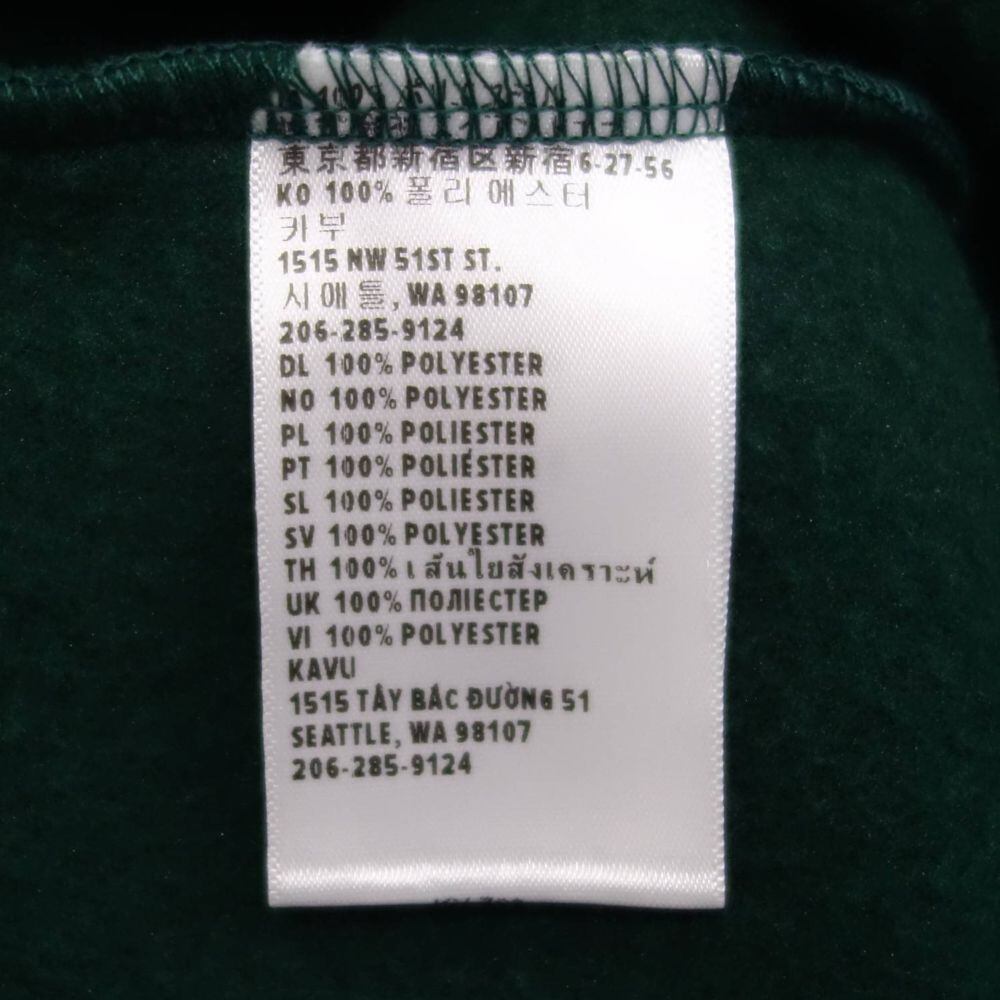 東京都新宿区新宿6-27-56
KO 100% 폴리에스터
카부
1515 NW 51ST ST.
시애틀, WA 98107
206-285-9124
DL 100% POLYESTER
NO 100% POLYESTER
PL 100% POLIESTER
PT 100% POLIÉSTER
SL 100% POLIESTER
SV 100% POLYESTER
TH 100% เส้นใยสังเคราะห์
UK 100% ПОЛІЕСТЕР
VI 100% POLYESTER
KAVU
1515 TÂY BẮC ĐƯỜNG 51
SEATTLE, WA 98107
206-285-9124